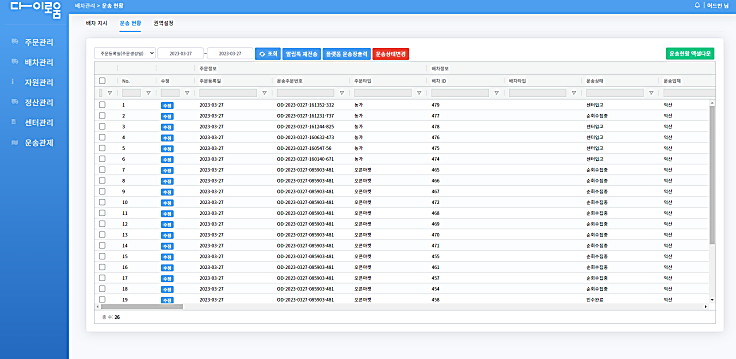 다이로움
배차관리 > 운송 현황
어드민 님
배차 지시 운송 현황 권역설정
주문관리
배차관리
자원관리
정산관리
센터관리
운송관제
주문등록일(주문생성일) 2023-03-27 ~ 2023-03-27 조회 알림톡 재전송 플랫폼 운송장출력 운송상태변경 운송현황 엑셀다운
주문정보 배차정보
No. 수정 주문등록일 운송주문번호 주문타입 배차 ID 배차타입 운송상태 운송업체
1 수정 2023-03-27 OD-2023-0327-161352-332 농가 479 센터입고 익산
2 수정 2023-03-27 OD-2023-0327-161231-737 농가 477 순회수집중 익산
3 수정 2023-03-27 OD-2023-0327-161244-825 농가 478 센터입고 익산
4 수정 2023-03-27 OD-2023-0327-160632-473 농가 476 센터입고 익산
5 수정 2023-03-27 OD-2023-0327-160547-56 농가 475 센터입고 익산
6 수정 2023-03-27 OD-2023-0327-160140-671 농가 474 센터입고 익산
7 수정 2023-03-27 OD-2023-0327-085903-481 오픈마켓 465 순회수집중 익산
8 수정 2023-03-27 OD-2023-0327-085903-481 오픈마켓 466 순회수집중 익산
9 수정 2023-03-27 OD-2023-0327-085903-481 오픈마켓 467 순회수집중 익산
10 수정 2023-03-27 OD-2023-0327-085903-481 오픈마켓 472 순회수집중 익산
11 수정 2023-03-27 OD-2023-0327-085903-481 오픈마켓 468 순회수집중 익산
12 수정 2023-03-27 OD-2023-0327-085903-481 오픈마켓 469 순회수집중 익산
13 수정 2023-03-27 OD-2023-0327-085903-481 오픈마켓 470 순회수집중 익산
14 수정 2023-03-27 OD-2023-0327-085903-481 오픈마켓 471 순회수집중 익산
15 수정 2023-03-27 OD-2023-0327-085903-481 오픈마켓 455 순회수집중 익산
16 수정 2023-03-27 OD-2023-0327-085903-481 오픈마켓 461 순회수집중 익산
17 수정 2023-03-27 OD-2023-0327-085903-481 오픈마켓 457 순회수집중 익산
18 수정 2023-03-27 OD-2023-0327-085903-481 오픈마켓 454 순회수집중 익산
19 수정 2023-03-27 OD-2023-0327-085903-481 오픈마켓 458 인수완료 익산
총 수: 26